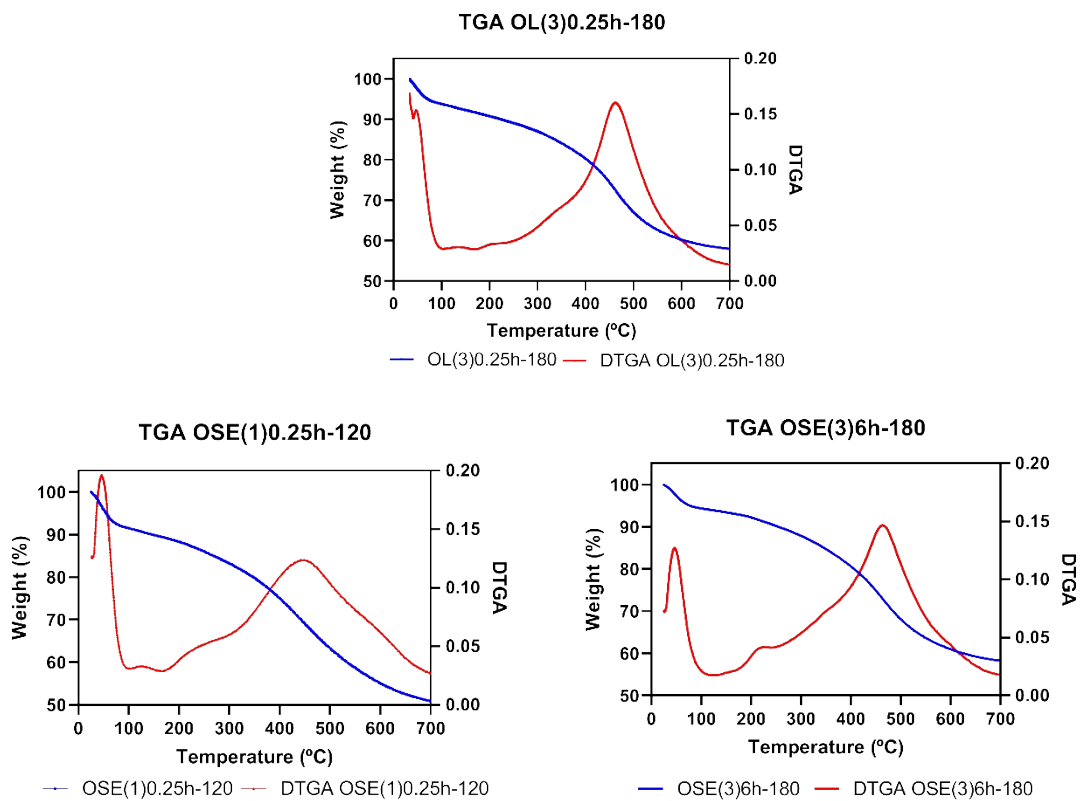 TGA OL(3)0.25h-180
0.20
100
90
0.15
80
0.10
70
0.05
60
50
0.00
Weight (%)
DTGA
0 100 200 300 400 500 600 700
Temperature (ºC)
OL(3)0.25h-180 DTGA OL(3)0.25h-180
TGA OSE(1)0.25h-120
0.20
100
90
0.15
80
0.10
70
0.05
60
50
0.00
Weight (%)
DTGA
0 100 200 300 400 500 600 700
Temperature (ºC)
OSE(1)0.25h-120 DTGA OSE(1)0.25h-120
TGA OSE(3)6h-180
0.20
100
90
0.15
80
0.10
70
0.05
60
50
0.00
Weight (%)
DTGA
0 100 200 300 400 500 600 700
Temperature (ºC)
OSE(3)6h-180 DTGA OSE(3)6h-180